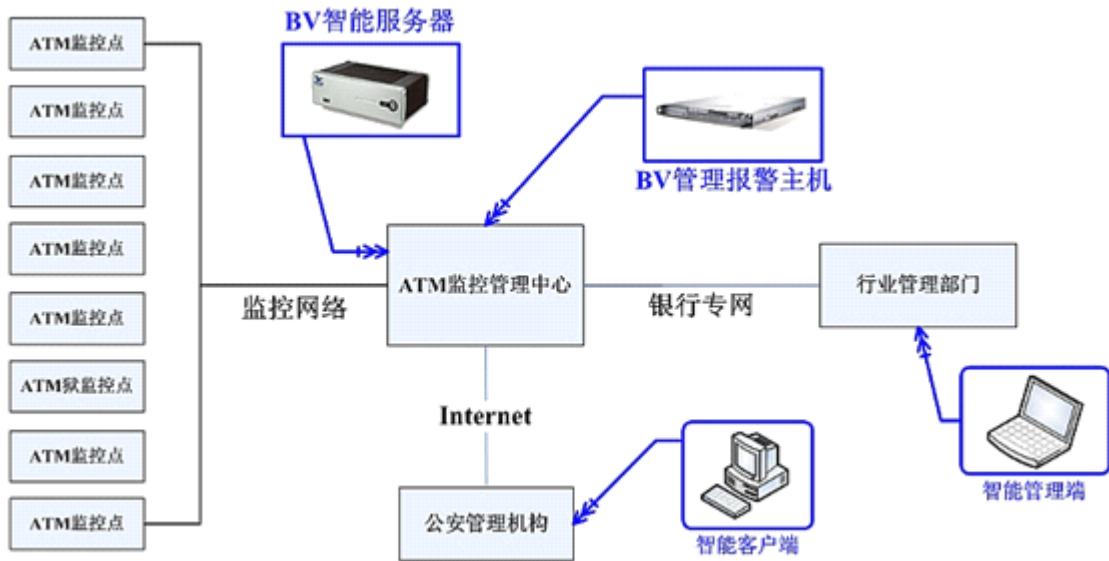 BV智能服务器
ATM监控点
ATM监控点
ATM监控点
ATM监控点
ATM监控点
ATM狱监控点
ATM监控点
ATM监控点
BV管理报警主机
监控网络
ATM监控管理中心
银行专网
行业管理部门
Internet
公安管理机构
智能客户端
智能管理端